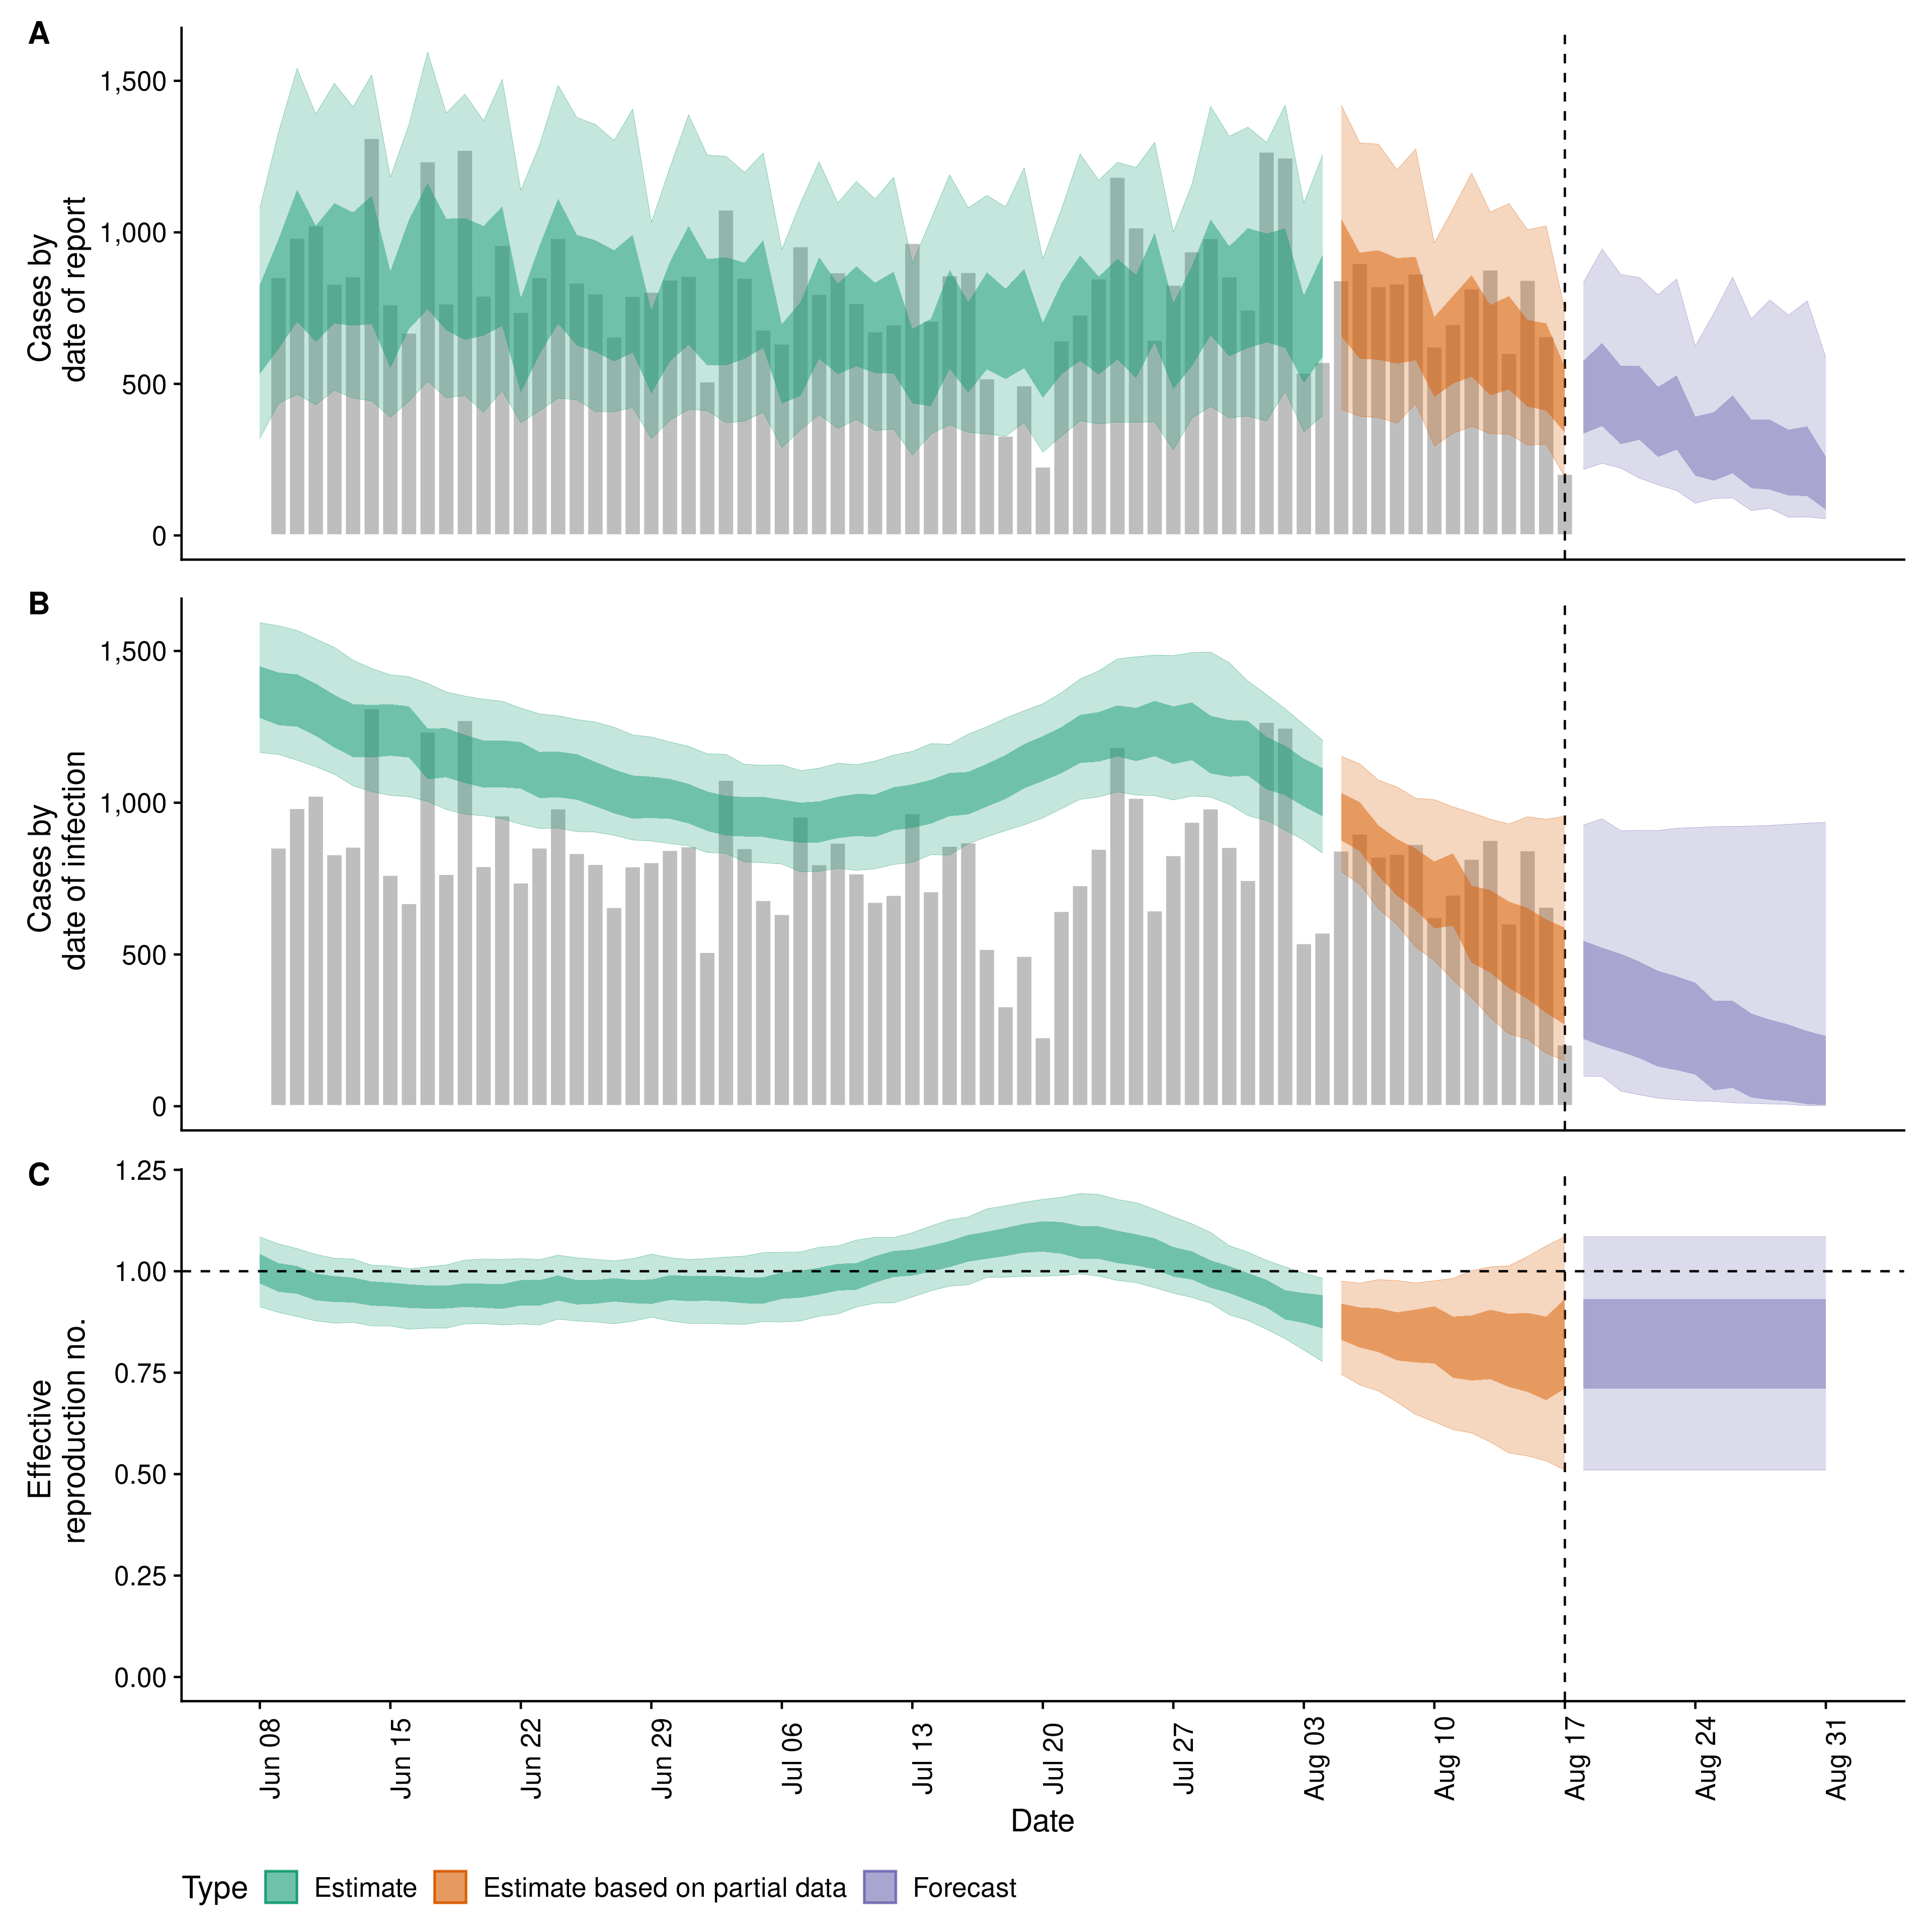 A
Cases by
date of report
1,500
1,000
500
0
B
Cases by
date of infection
1,500
1,000
500
0
C
Effective
reproduction no.
1.25
1.00
0.75
0.50
0.25
0.00
Jun 08
Jun 15
Jun 22
Jun 29
Jul 06
Jul 13
Jul 20
Jul 27
Aug 03
Aug 10
Aug 17
Aug 24
Aug 31
Date
Type Estimate Estimate based on partial data Forecast